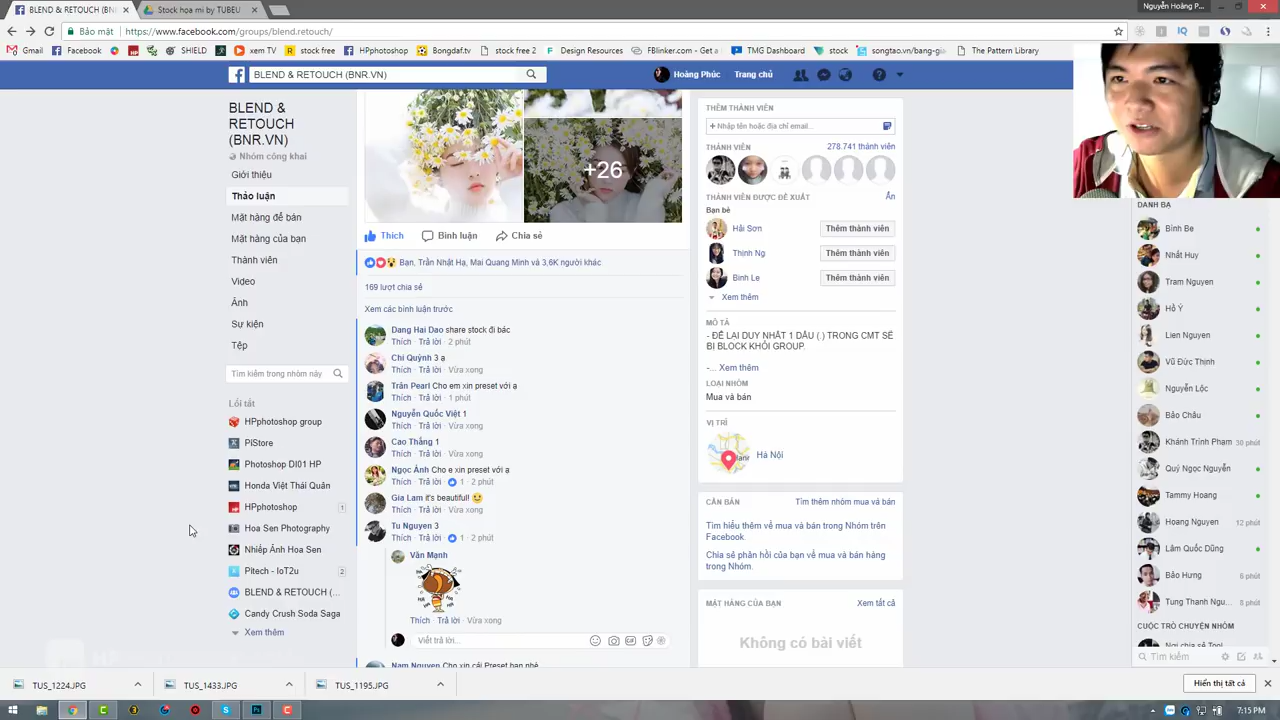 BLEND & RETOUCH (BNR.VN)
Stock họa mi by TUBEU
Nguyễn Hoàng P...
Bảo mật
https://www.facebook.com/groups/blend.retouch/
Gmail
Facebook
SHIELD
xem TV
stock free
HPphotoshop
Bongdaf.tv
stock free 2
Design Resources
FBlinker.com - Get a l
TMG Dashboard
stock
songtao.vn/bang-gia
The Pattern Library
BLEND & RETOUCH (BNR.VN)
Hoàng Phúc
Trang chủ
BLEND &
RETOUCH
(BNR.VN)
Nhóm công khai
Giới thiệu
Thảo luận
Mặt hàng để bán
Mặt hàng của bạn
Thành viên
Video
Ảnh
Sự kiện
Tệp
Tìm kiếm trong nhóm này
Lối tắt
HPphotoshop group
PIStore
Photoshop DI01 HP
Honda Việt Thái Quân
HPphotoshop
1
Hoa Sen Photography
Nhiếp Ảnh Hoa Sen
Pitech - IoT2u
2
BLEND & RETOUCH (...
Candy Crush Soda Saga
Xem thêm
+26
Thích
Bình luận
Chia sẻ
Bạn, Trần Nhật Hạ, Mai Quang Minh và 3,6K người khác
169 lượt chia sẻ
Xem các bình luận trước
Dang Hai Dao share stock đi bác
Thích · Trả lời · 2 phút
Chi Quỳnh 3 ạ
Thích · Trả lời · Vừa xong
Trân Pearl Cho em xin preset với ạ
Thích · Trả lời · 1 phút
Nguyễn Quốc Việt 1
Thích · Trả lời · Vừa xong
Cao Thắng 1
Thích · Trả lời · Vừa xong
Ngọc Ánh Cho e xin preset với ạ
Thích · Trả lời · 1 · 2 phút
Gia Lam it's beautiful!
Thích · Trả lời · Vừa xong
Tu Nguyen 3
Thích · Trả lời · 1 · 2 phút
Văn Mạnh
Thích · Trả lời · Vừa xong
Viết trả lời...
Nam Nguyen Cho xin cái Preset bạn nhé
THÊM THÀNH VIÊN
+ Nhập tên hoặc địa chỉ email...
THÀNH VIÊN
278.741 thành viên
THÀNH VIÊN ĐƯỢC ĐỀ XUẤT
Ẩn
Bạn bè
Hải Sơn
Thêm thành viên
Thịnh Ng
Thêm thành viên
Binh Le
Thêm thành viên
Xem thêm
MÔ TẢ
- ĐỂ LẠI DUY NHẤT 1 DẤU (.) TRONG CMT SẼ
BỊ BLOCK KHỎI GROUP.
-... Xem thêm
LOẠI NHÓM
Mua và bán
VỊ TRÍ
Hà Nội
CẦN BÁN
Tìm thêm nhóm mua và bán
Tìm hiểu thêm về mua và bán trong Nhóm trên
Facebook.
Chia sẻ phản hồi của bạn về mua và bán hàng
trong Nhóm.
MẶT HÀNG CỦA BẠN
Xem tất cả
Không có bài viết
DANH BẠ
Bình Be
Nhất Huy
Tram Nguyen
Hồ Ý
Lien Nguyen
Vũ Đức Thịnh
Nguyễn Lộc
Bảo Châu
Khánh Trình Phạm
30 phút
Quý Ngọc Nguyễn
Tammy Hoang
Hoang Nguyen
12 phút
Lâm Quốc Dũng
Bảo Hưng
6 phút
Tung Thanh Ngu...
8 phút
CUỘC TRÒ CHUYỆN NHÓM
Tìm kiếm
TUS_1224.JPG
TUS_1433.JPG
TUS_1195.JPG
Hiển thị tất cả
7:15 PM